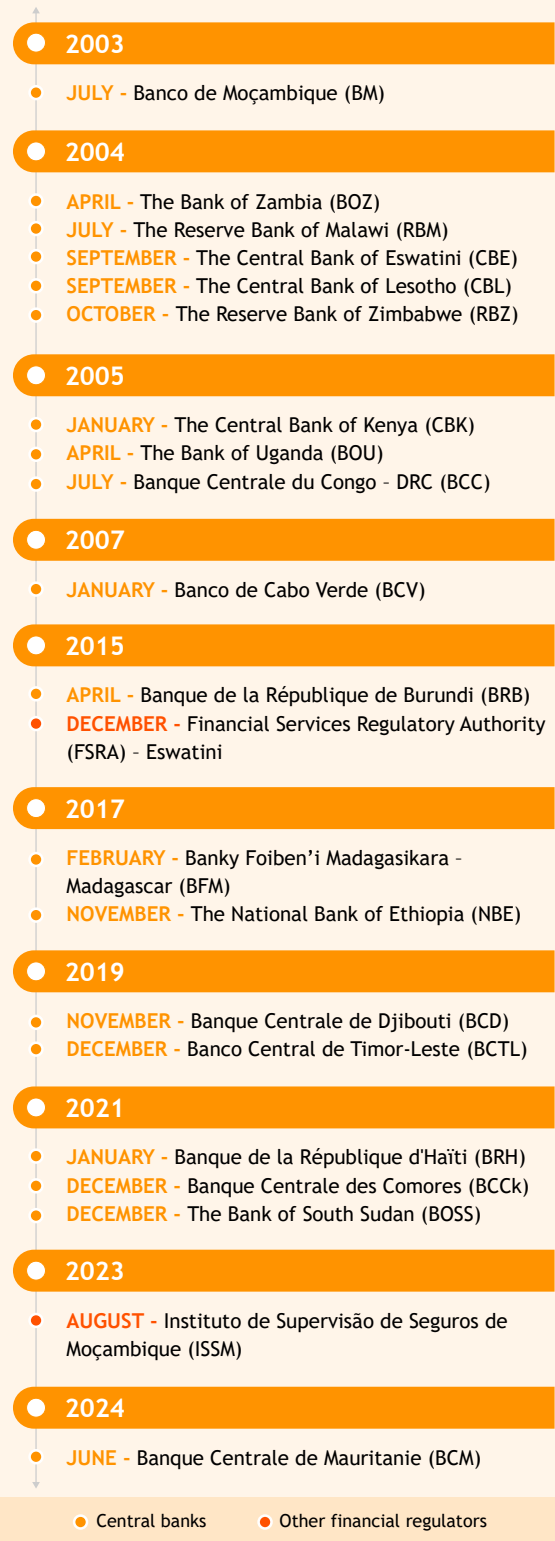 2003
JULY - Banco de Moçambique (BM)
2004
APRIL - The Bank of Zambia (BOZ)
JULY - The Reserve Bank of Malawi (RBM)
SEPTEMBER - The Central Bank of Eswatini (CBE)
SEPTEMBER - The Central Bank of Lesotho (CBL)
OCTOBER - The Reserve Bank of Zimbabwe (RBZ)
2005
JANUARY - The Central Bank of Kenya (CBK)
APRIL - The Bank of Uganda (BOU)
JULY - Banque Centrale du Congo – DRC (BCC)
2007
JANUARY - Banco de Cabo Verde (BCV)
2015
APRIL - Banque de la République de Burundi (BRB)
DECEMBER - Financial Services Regulatory Authority
(FSRA) – Eswatini
2017
FEBRUARY - Banky Foiben’i Madagasikara –
Madagascar (BFM)
NOVEMBER - The National Bank of Ethiopia (NBE)
2019
NOVEMBER - Banque Centrale de Djibouti (BCD)
DECEMBER - Banco Central de Timor-Leste (BCTL)
2021
JANUARY - Banque de la République d'Haïti (BRH)
DECEMBER - Banque Centrale des Comores (BCCk)
DECEMBER - The Bank of South Sudan (BOSS)
2023
AUGUST - Instituto de Supervisão de Seguros de
Moçambique (ISSM)
2024
JUNE - Banque Centrale de Mauritanie (BCM)
Central banks Other financial regulators